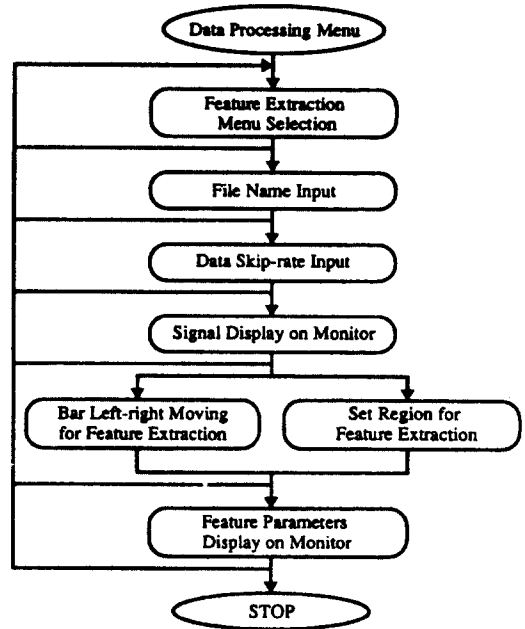 Data Processing Menu
Feature Extraction
Menu Selection
File Name Input
Data Skip-rate Input
Signal Display on Monitor
Bar Left-right Moving
for Feature Extraction
Set Region for
Feature Extraction
Feature Parameters
Display on Monitor
STOP